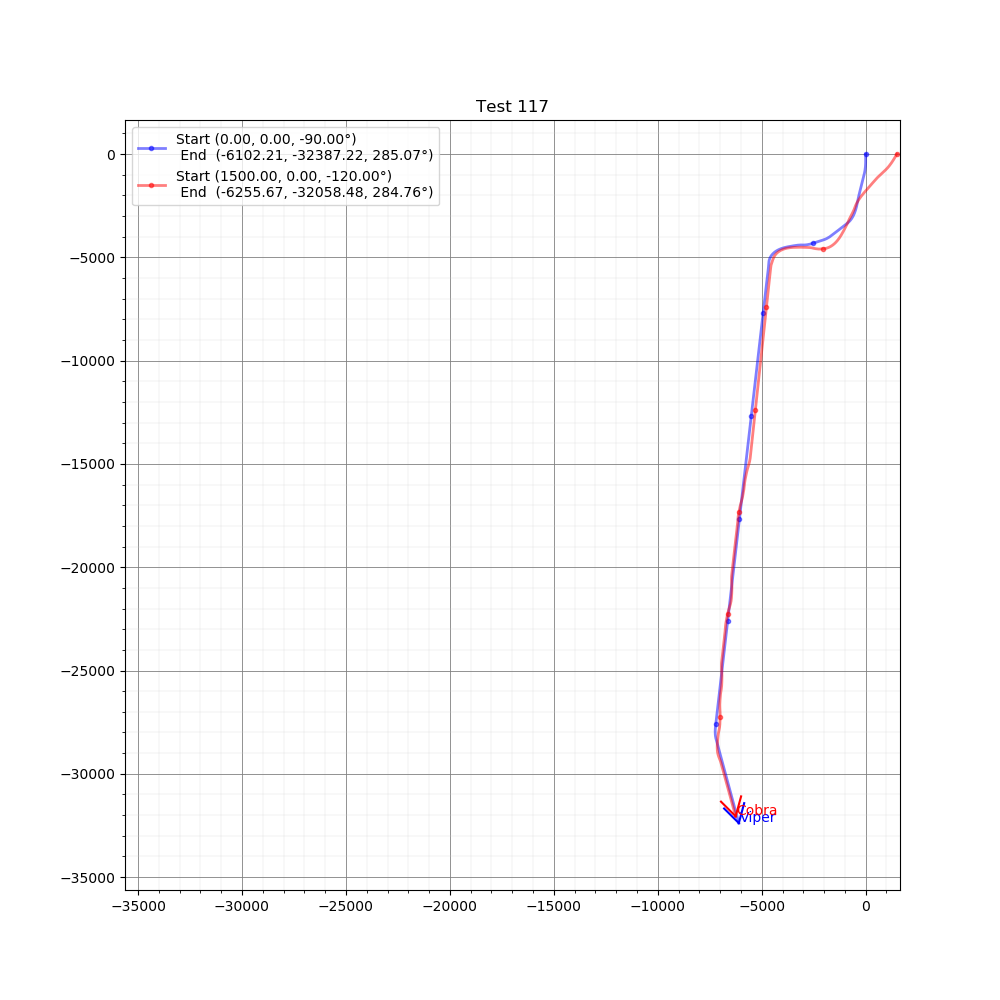 Test 117
Start (0.00, 0.00, -90.00°)
End (-6102.21, -32387.22, 285.07°)
Start (1500.00, 0.00, -120.00°)
End (-6255.67, -32058.48, 284.76°)
0
−5000
−10000
−15000
−20000
−25000
−30000
−35000
Cobra
Viper
−35000 −30000 −25000 −20000 −15000 −10000 −5000 0